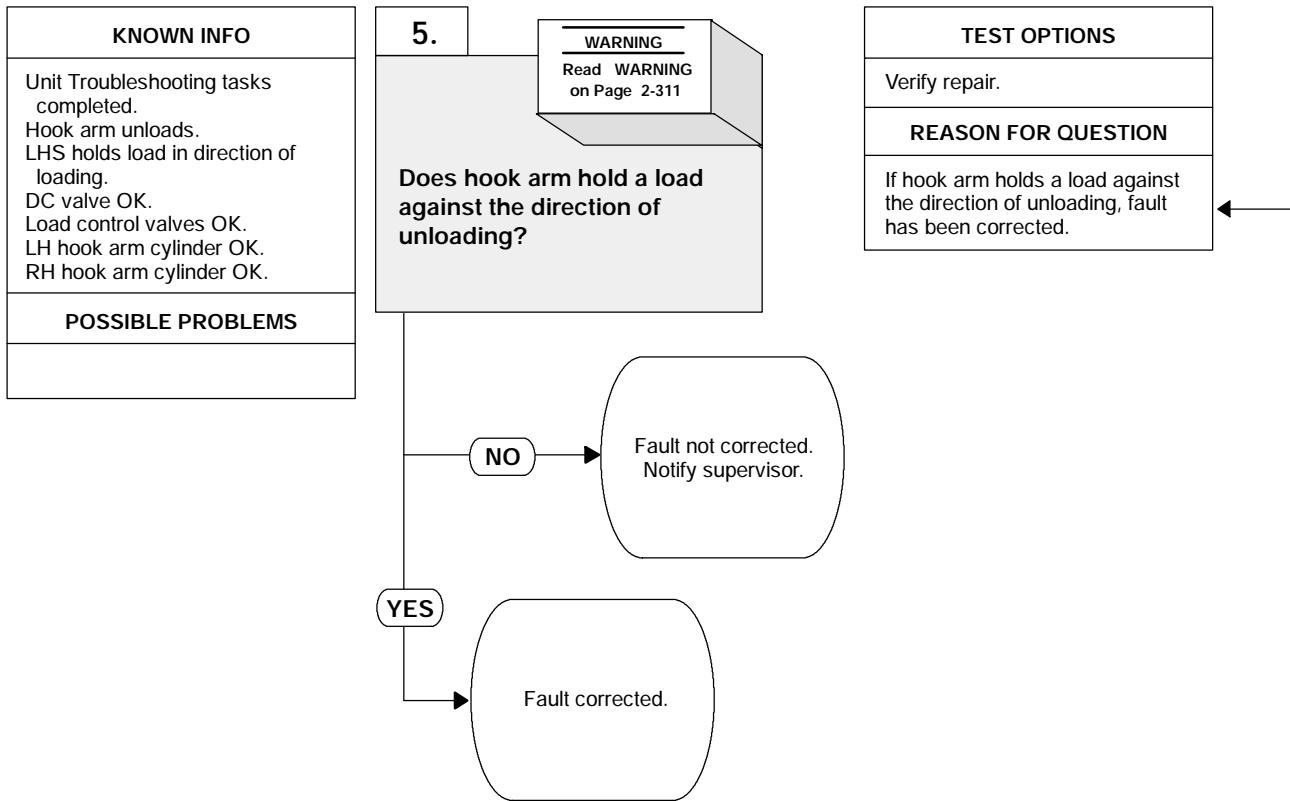 KNOWN INFO
Unit Troubleshooting tasks
completed.
Hook arm unloads.
LHS holds load in direction of
loading.
DC valve OK.
Load control valves OK.
LH hook arm cylinder OK.
RH hook arm cylinder OK.
POSSIBLE PROBLEMS
5.
WARNING
Read WARNING
on Page 2-311
Does hook arm hold a load
against the direction of
unloading?
TEST OPTIONS
Verify repair.
REASON FOR QUESTION
If hook arm holds a load against
the direction of unloading, fault
has been corrected.
NO
Fault not corrected.
Notify supervisor.
YES
Fault corrected.